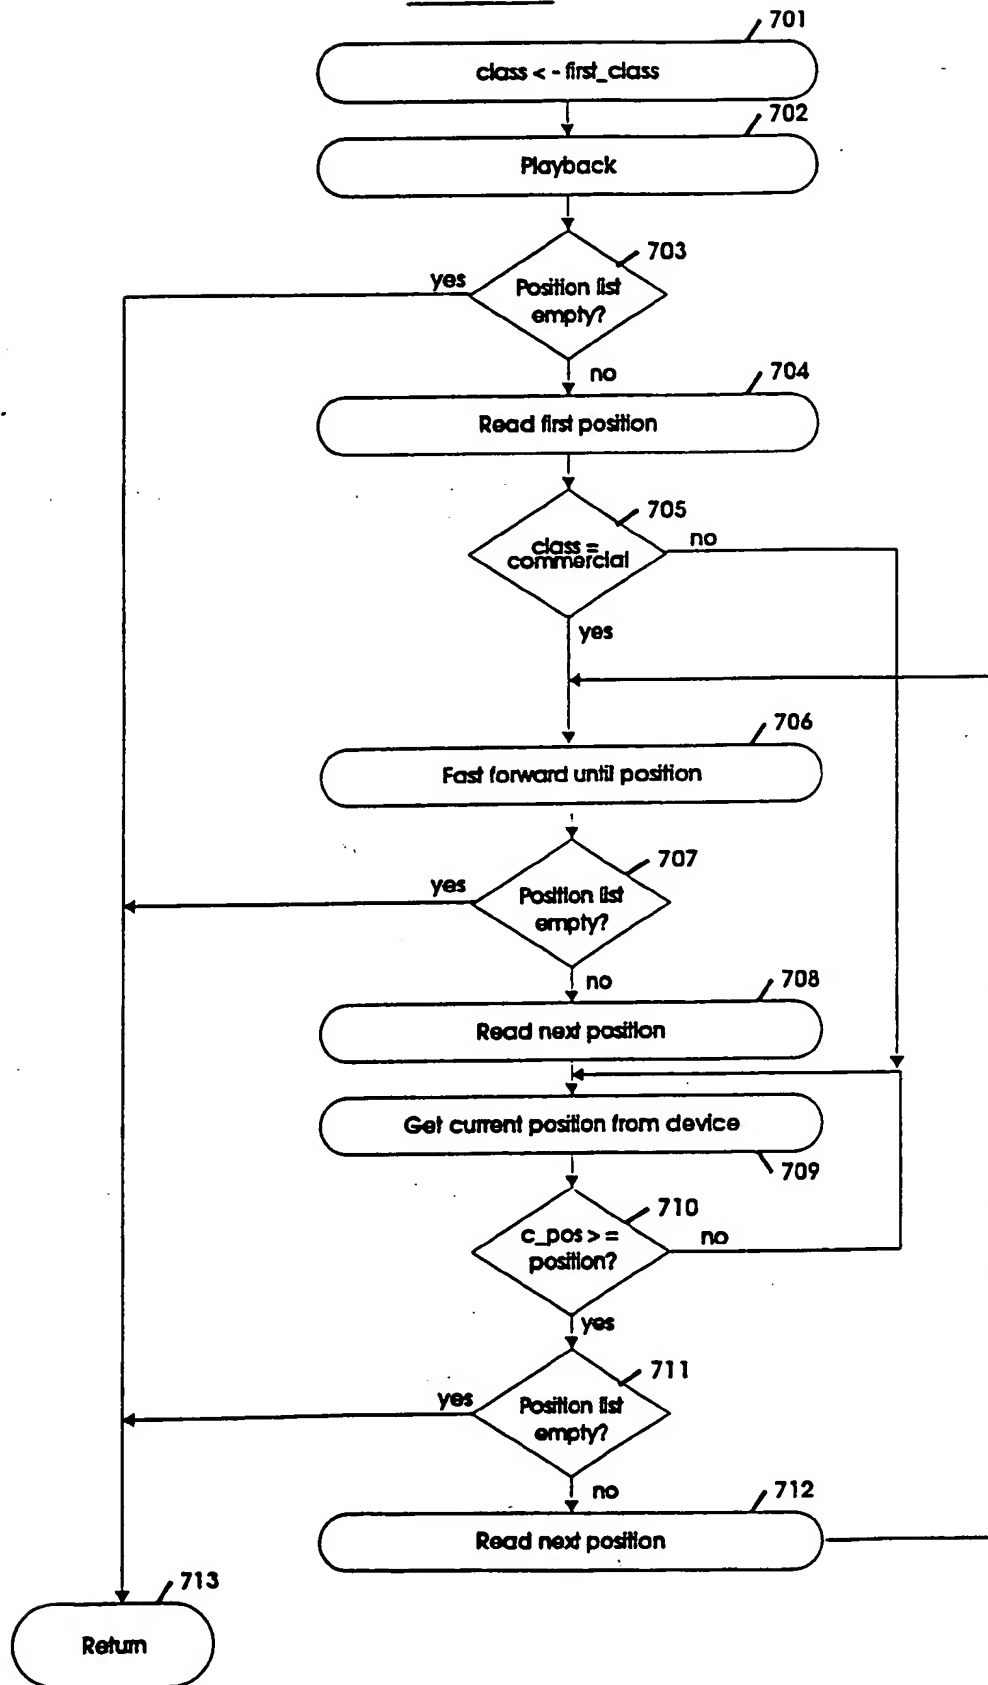 701
class < - first_class
702
Playback
703
yes
Position list
empty?
no
704
Read first position
705
no
class =
commercial
yes
706
Fast forward until position
707
yes
Position list
empty?
no
708
Read next position
Get current position from device
709
710
c_pos > =
position?
no
yes
711
yes
Position list
empty?
no
712
Read next position
713
Return